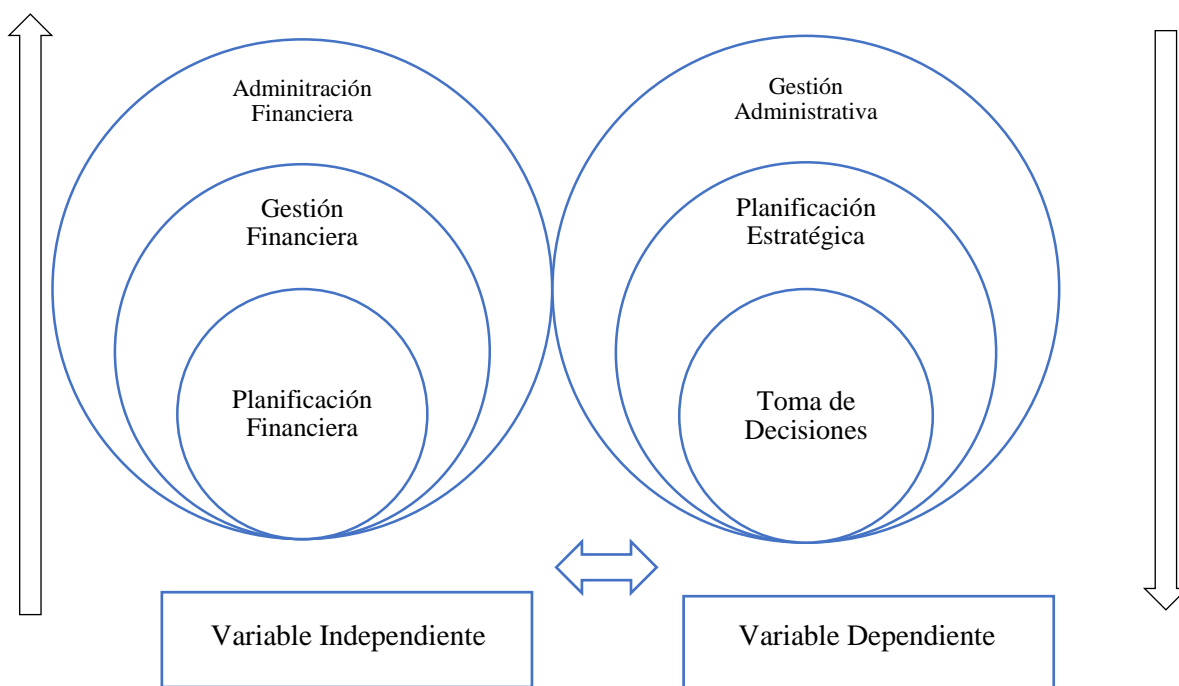 Adminitración
Financiera
Gestión
Financiera
Planificación
Financiera
Gestión
Administrativa
Planificación
Estratégica
Toma de
Decisiones
Variable Independiente
Variable Dependiente